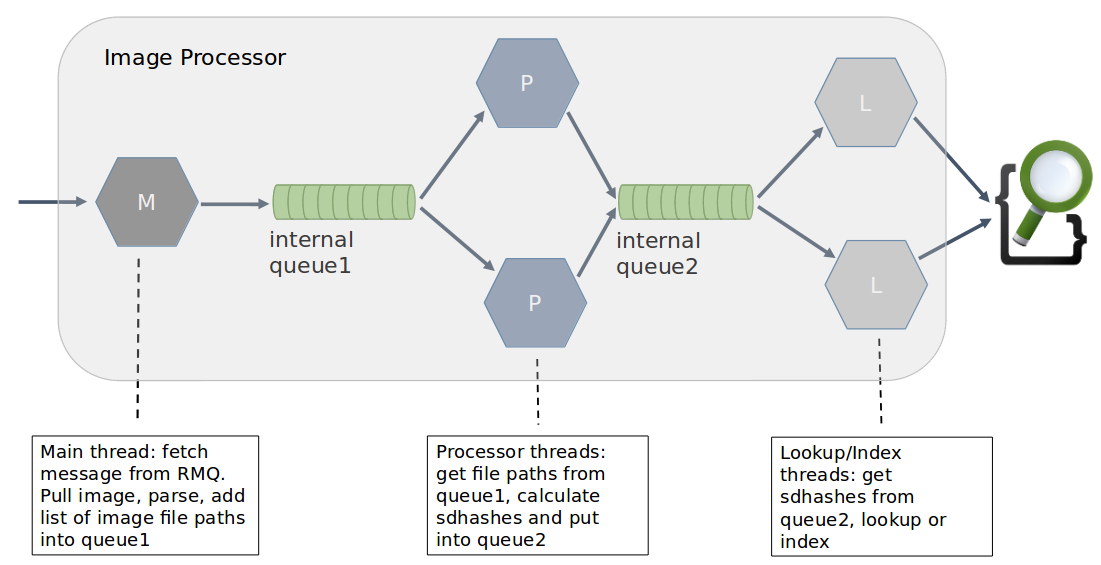 Image Processor
M
P
P
L
L
internal
queue1
internal
queue2
Main thread: fetch
message from RMQ.
Pull image, parse, add
list of image file paths
into queue1
Processor threads:
get file paths from
queue1, calculate
sdhashes and put
into queue2
Lookup/Index
threads: get
sdhashes from
queue2, lookup or
index